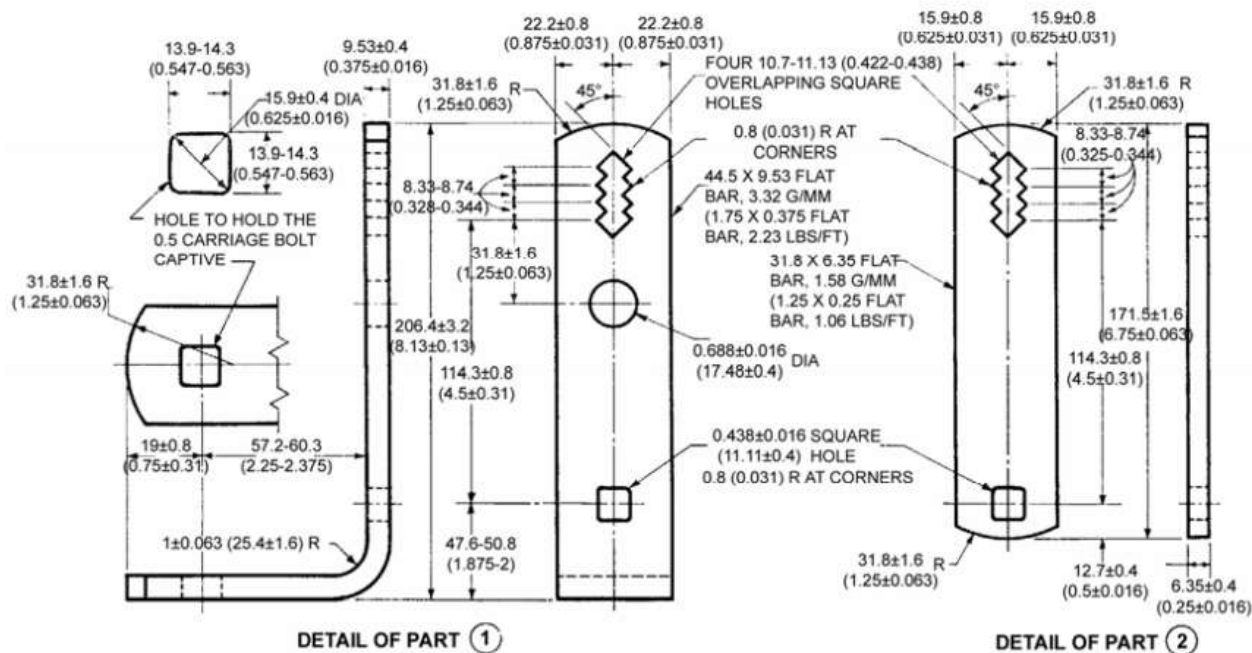 13.9-14.3
(0.547-0.563)
15.9±0.4 DIA
(0.625±0.016)
13.9-14.3
(0.547-0.563)
HOLE TO HOLD THE
0.5 CARRIAGE BOLT
CAPTIVE
31.8±1.6 R
(1.25±0.063)
19±0.8
(0.75±0.31)
57.2-60.3
(2.25-2.375)
1±0.063 (25.4±1.6) R
9.53±0.4
(0.375±0.016)
206.4±3.2
(8.13±0.13)
22.2±0.8
(0.875±0.031)
22.2±0.8
(0.875±0.031)
31.8±1.6 R
(1.25±0.063)
45°
8.33-8.74
(0.328-0.344)
31.8±1.6
(1.25±0.063)
114.3±0.8
(4.5±0.31)
47.6-50.8
(1.875-2)
FOUR 10.7-11.13 (0.422-0.438)
OVERLAPPING SQUARE
HOLES
0.8 (0.031) R AT
CORNERS
44.5 X 9.53 FLAT
BAR, 3.32 G/MM
(1.75 X 0.375 FLAT
BAR, 2.23 LBS/FT)
31.8 X 6.35 FLAT
BAR, 1.58 G/MM
(1.25 X 0.25 FLAT
BAR, 1.06 LBS/FT)
0.688±0.016 DIA
(17.48±0.4)
0.438±0.016 SQUARE
(11.11±0.4) HOLE
0.8 (0.031) R AT CORNERS
15.9±0.8
(0.625±0.031)
15.9±0.8
(0.625±0.031)
45°
31.8±1.6 R
(1.25±0.063)
8.33-8.74
(0.325-0.344)
171.5±1.6
(6.75±0.063)
114.3±0.8
(4.5±0.31)
31.8±1.6 R
(1.25±0.063)
12.7±0.4
(0.5±0.016)
6.35±0.4
(0.25±0.016)
DETAIL OF PART 1
DETAIL OF PART 2